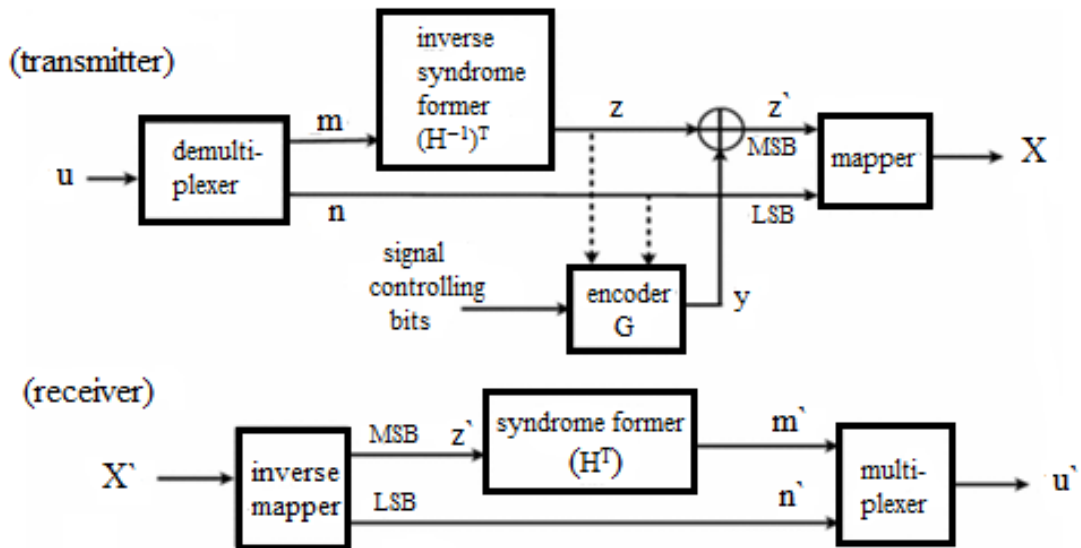 (transmitter)
inverse
syndrome
former
(H⁻¹)ᵀ
m
z
z`
MSB
demulti-
plexer
mapper
X
u
n
LSB
signal
controlling
bits
encoder
G
y
(receiver)
MSB
z`
syndrome former
(Hᵀ)
m`
X`
inverse
mapper
LSB
n`
multi-
plexer
u`